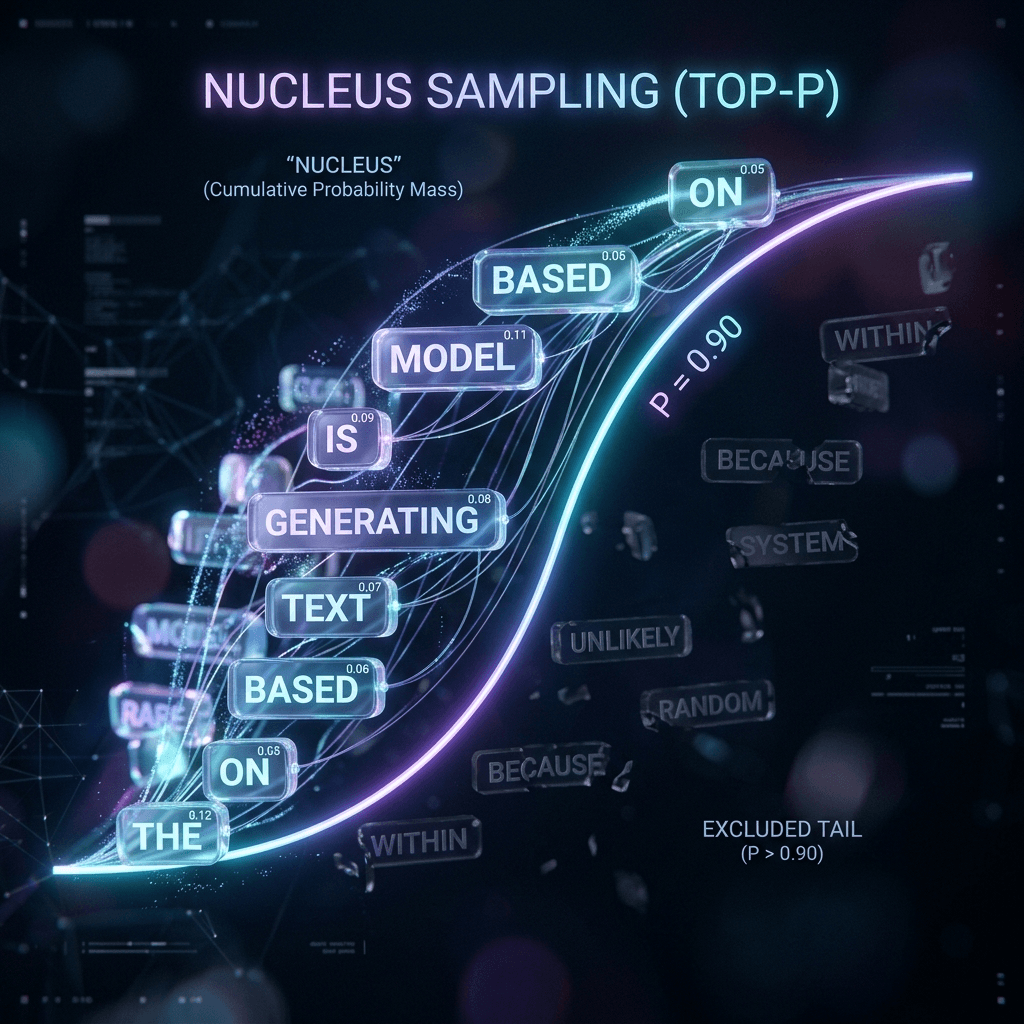 NUCLEUS SAMPLING (TOP-P)
“NUCLEUS”
(Cumulative Probability Mass)
ON 0.05
BASED 0.06
MODEL 0.11
IS 0.09
GENERATING 0.08
TEXT 0.07
BASED 0.06
ON
THE 0.12
P = 0.90
WITHIN
BECAUSE
SYSTEM
UNLIKELY
RANDOM
BECAUSE
WITHIN
EXCLUDED TAIL
(P > 0.90)